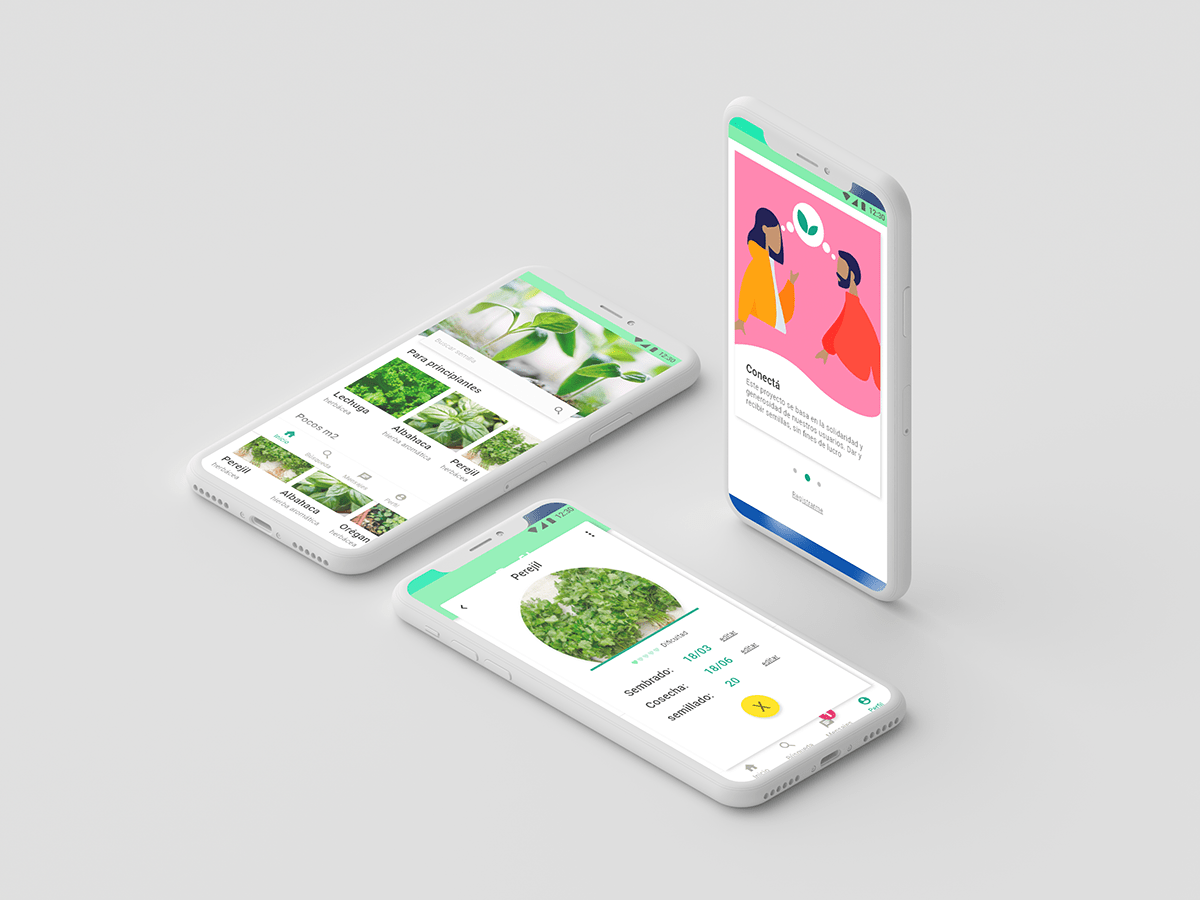 12:30
Buscar semilla
Para principiantes
Lechuga
herbácea
Albahaca
hierba aromática
Perejil
herbácea
Pocos m2
Inicio
Búsqueda
Mensajes
Perfil
Perejil
herbácea
Albahaca
hierba aromática
Orégan
herbácea
12:30
Conectá
Este proyecto se basa en la solidaridad y
generosidad de nuestros usuarios. Dar y
recibir semillas, sin fines de lucro
Registrarme
12:30
Perejil
Dificultad
Sembrado: 18/03 editar
Cosecha: 18/06 editar
semillado: 20 editar
X
Inicio
Búsqueda
Mensajes
1
Perfil